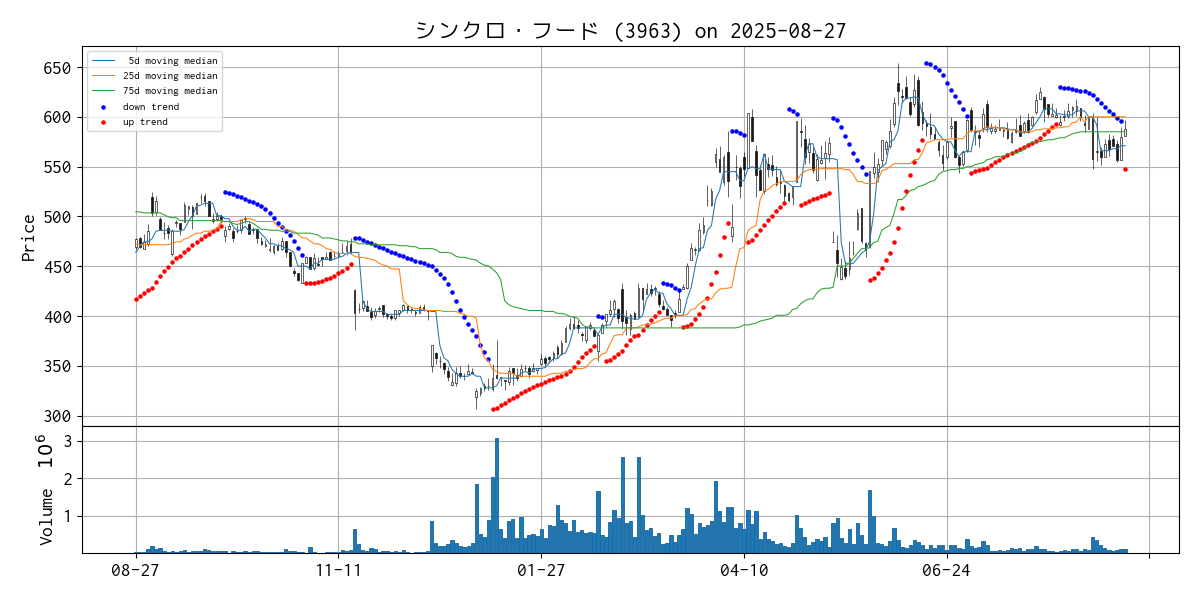 シンクロ・フード (3963) on 2025-08-27
5d moving median
25d moving median
75d moving median
down trend
up trend
Price
650
600
550
500
450
400
350
300
Volume 10^6
3
2
1
08-27
11-11
01-27
04-10
06-24